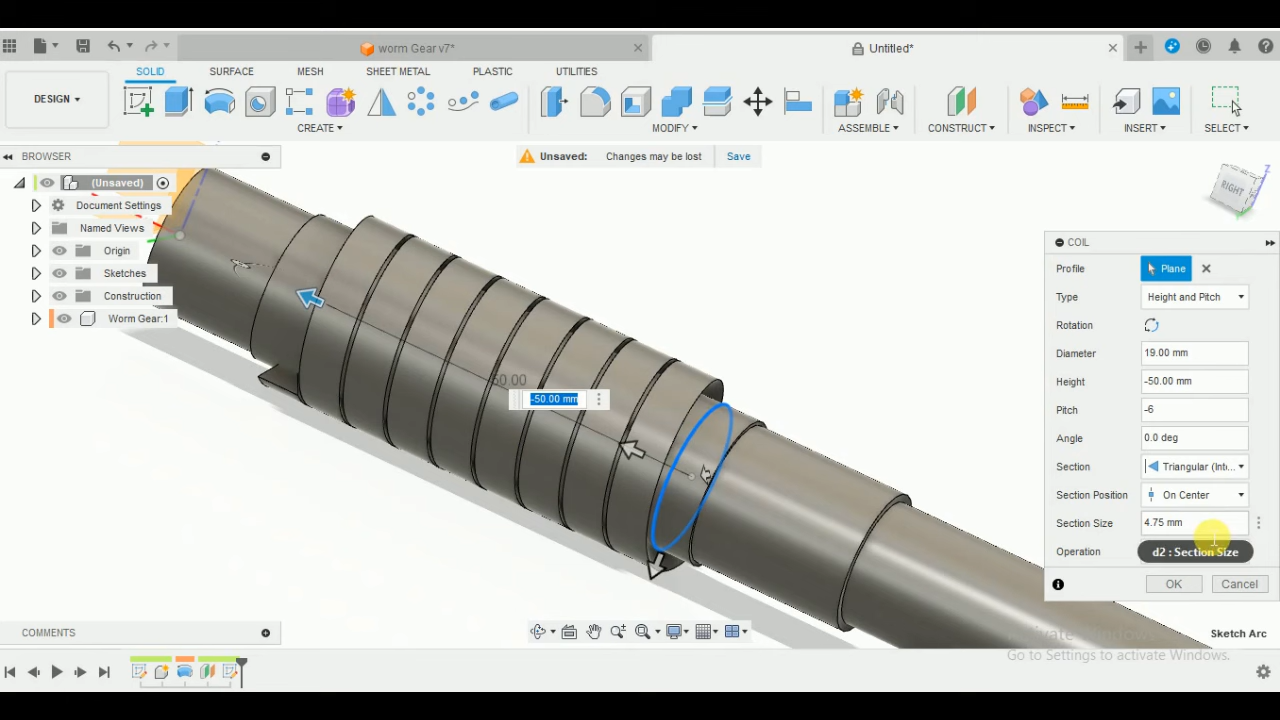 worm Gear v7*
Untitled*
SOLID
SURFACE
MESH
SHEET METAL
PLASTIC
UTILITIES
DESIGN
CREATE
MODIFY
ASSEMBLE
CONSTRUCT
INSPECT
INSERT
SELECT
BROWSER
Unsaved: Changes may be lost Save
(Unsaved)
Document Settings
Named Views
Origin
Sketches
Construction
Worm Gear:1
RIGHT
Z
50.00
-50.00 mm
COIL
Profile Plane
Type Height and Pitch
Rotation
Diameter 19.00 mm
Height -50.00 mm
Pitch -6
Angle 0.0 deg
Section Triangular (Int...
Section Position On Center
Section Size 4.75 mm
Operation d2 : Section Size
OK Cancel
COMMENTS
Sketch Arc
Activate Windows
Go to Settings to activate Windows.